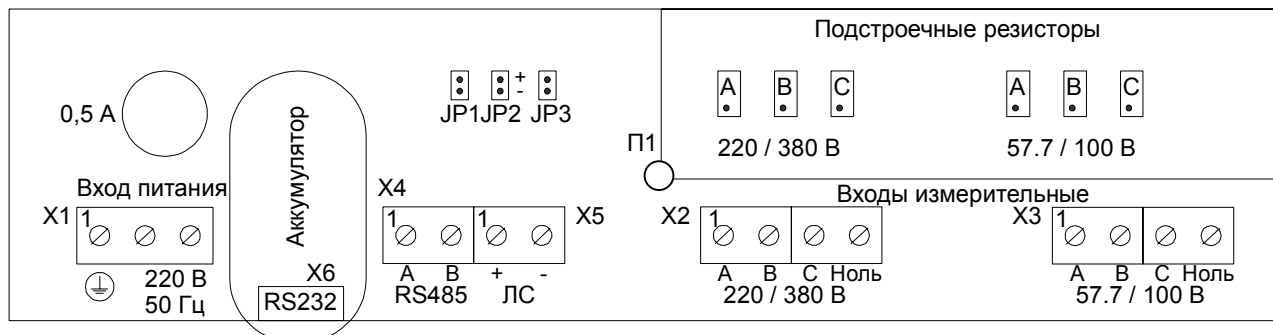 Подстроечные резисторы
0,5 А
Аккумулятор
+
-
JP1 JP2 JP3
А В С
220 / 380 В
А В С
57.7 / 100 В
П1
Вход питания
Входы измерительные
X1
1
220 В
50 Гц
X6
RS232
X4
1
1
X5
А В
RS485
+ -
ЛС
X2
1
А В С Ноль
220 / 380 В
X3
1
А В С Ноль
57.7 / 100 В